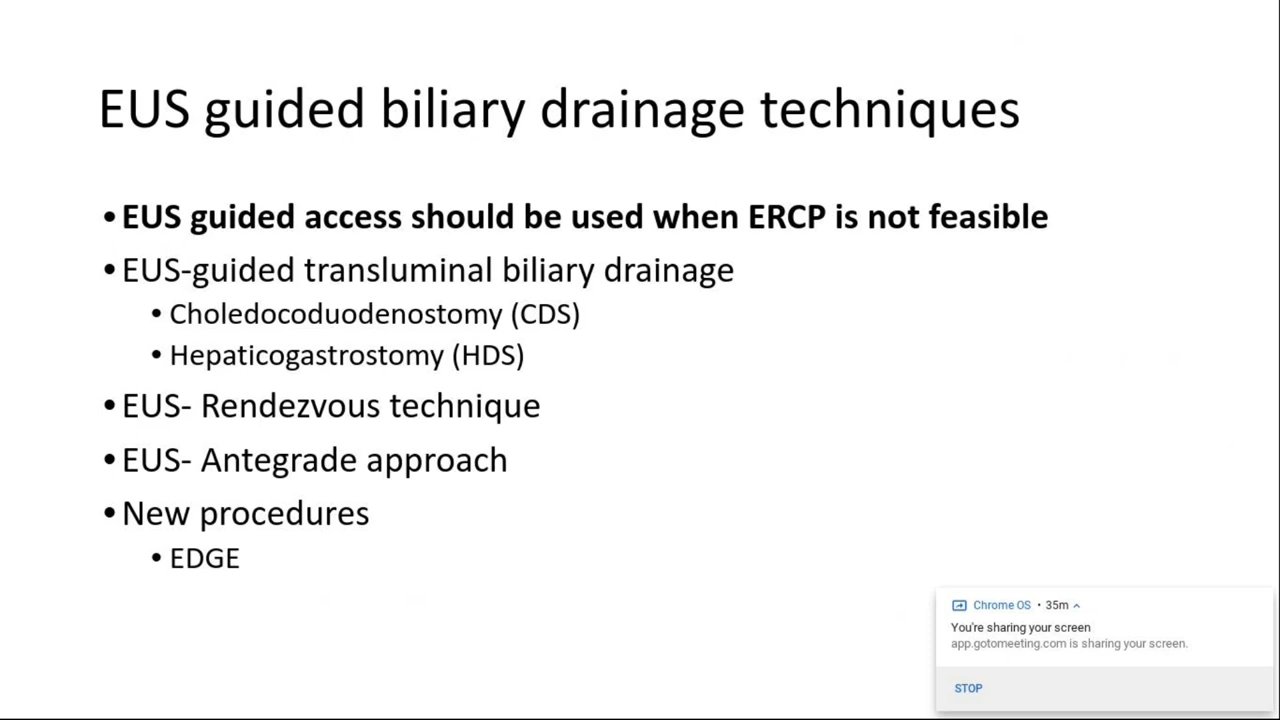 EUS guided biliary drainage techniques
•EUS guided access should be used when ERCP is not feasible
•EUS-guided transluminal biliary drainage
• Choledocoduodenostomy (CDS)
• Hepaticogastrostomy (HDS)
•EUS- Rendezvous technique
•EUS- Antegrade approach
•New procedures
• EDGE
Chrome OS • 35m
You're sharing your screen
app.gotomeeting.com is sharing your screen.
STOP